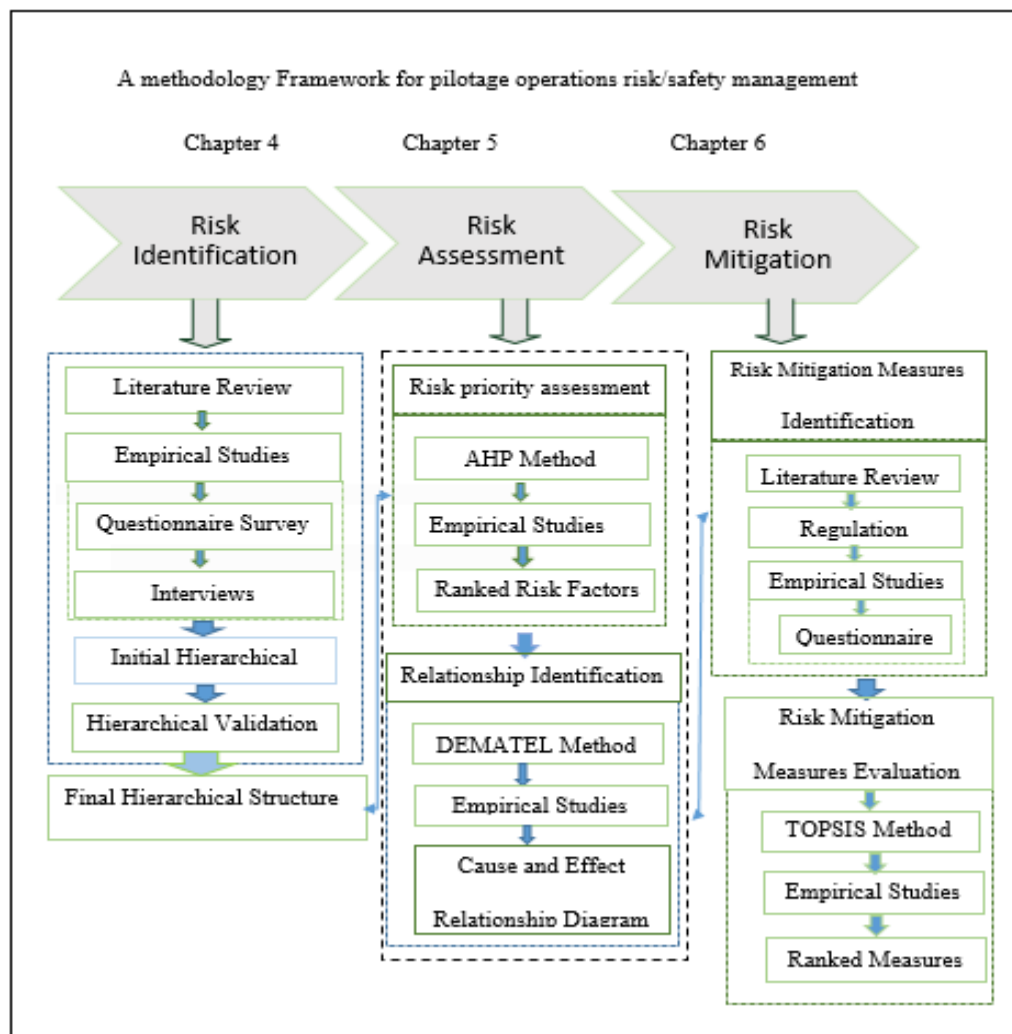 A methodology Framework for pilotage operations risk/safety management
Chapter 4
Chapter 5
Chapter 6
Risk
Identification
Risk
Assessment
Risk
Mitigation
Literature Review
Empirical Studies
Questionnaire Survey
Interviews
Initial Hierarchical
Hierarchical Validation
Final Hierarchical Structure
Risk priority assessment
AHP Method
Empirical Studies
Ranked Risk Factors
Relationship Identification
DEMATEL Method
Empirical Studies
Cause and Effect
Relationship Diagram
Risk Mitigation Measures
Identification
Literature Review
Regulation
Empirical Studies
Questionnaire
Risk Mitigation
Measures Evaluation
TOPSIS Method
Empirical Studies
Ranked Measures